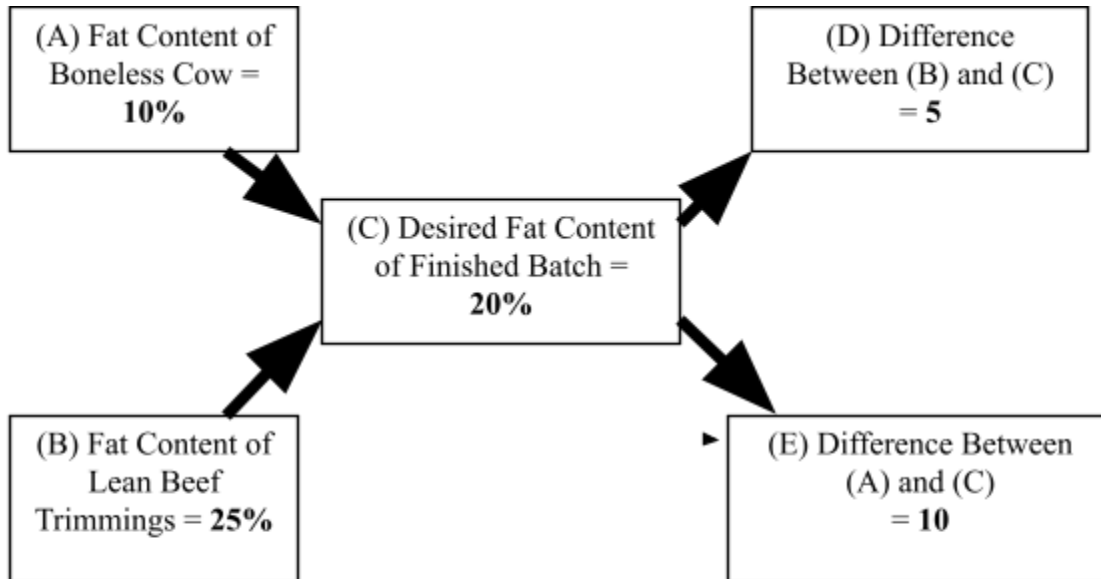 (A) Fat Content of
Boneless Cow =
10%
(D) Difference
Between (B) and (C)
= 5
(C) Desired Fat Content
of Finished Batch =
20%
(B) Fat Content of
Lean Beef
Trimmings = 25%
(E) Difference Between
(A) and (C)
= 10